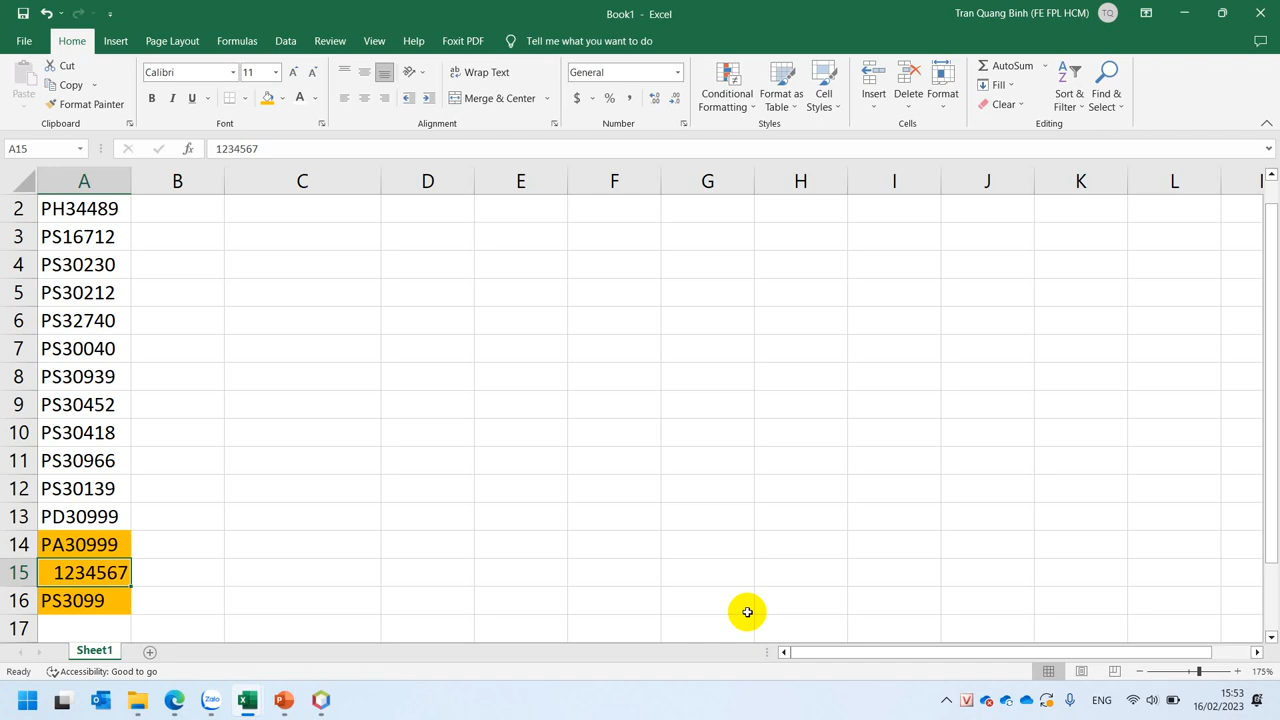 Book1 - Excel
Tran Quang Binh (FE FPL HCM) TQ
File Home Insert Page Layout Formulas Data Review View Help Foxit PDF Tell me what you want to do
Paste
Cut
Copy
Format Painter
Clipboard
Calibri 11
B I U A
Font
Wrap Text
Merge & Center
Alignment
General
$ % ,
Number
Conditional Formatting
Format as Table
Cell Styles
Styles
Insert Delete Format
Cells
AutoSum
Fill
Clear
Sort & Filter
Find & Select
Editing
A15 fx 1234567
A B C D E F G H I J K L
2 PH34489
3 PS16712
4 PS30230
5 PS30212
6 PS32740
7 PS30040
8 PS30939
9 PS30452
10 PS30418
11 PS30966
12 PS30139
13 PD30999
14 PA30999
15 1234567
16 PS3099
17
Sheet1
Ready Accessibility: Good to go 175%
Zalo
ENG
15:53
16/02/2023